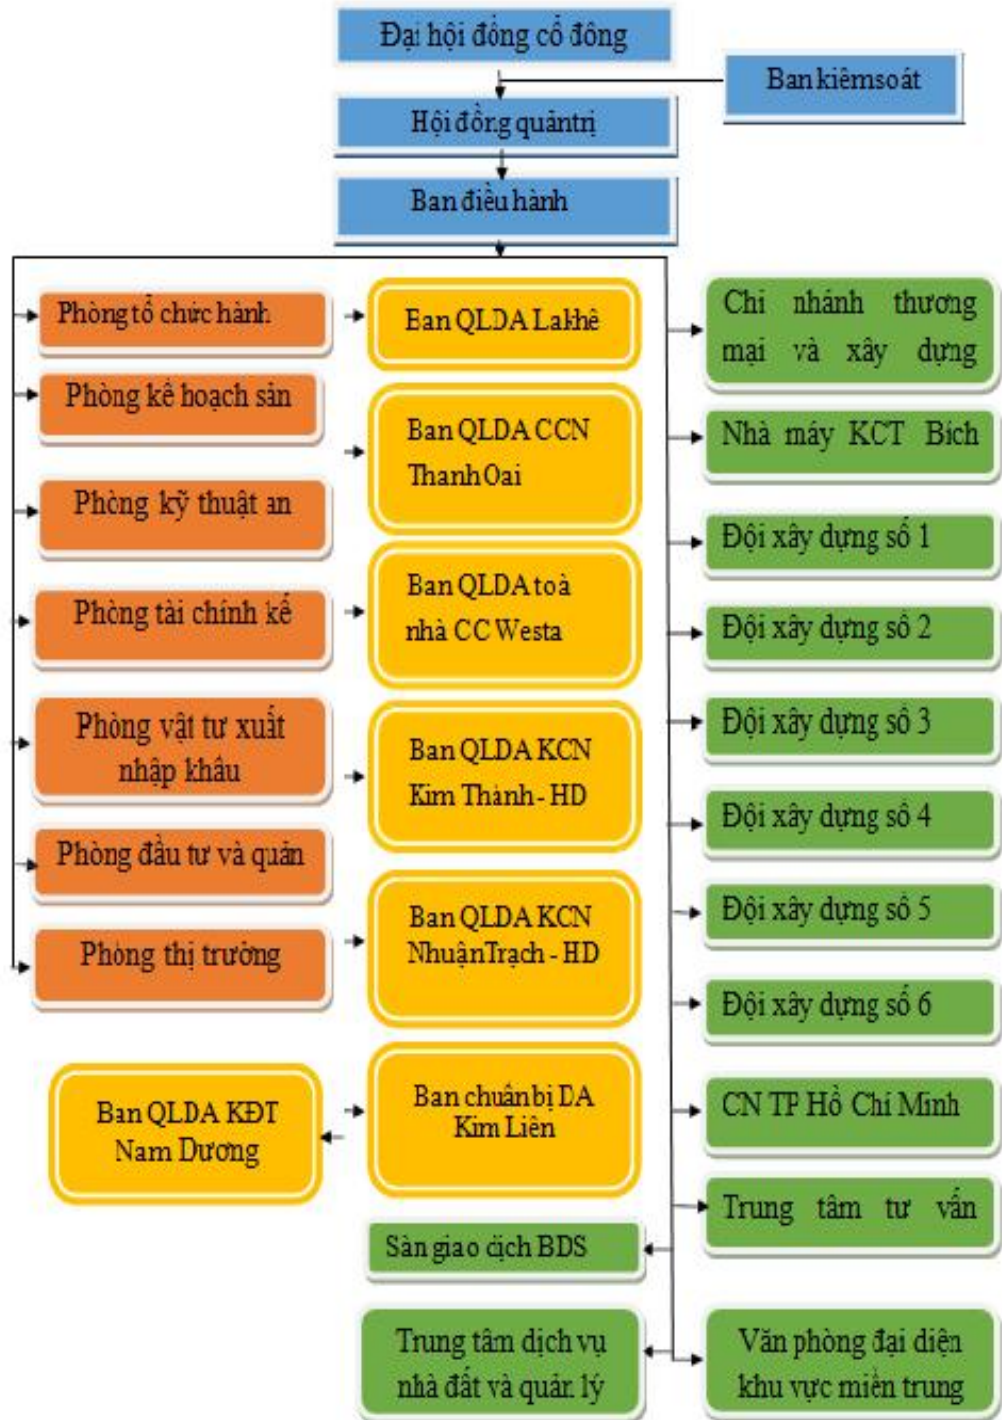 Đại hội đồng cổ đông
Ban kiêmsoát
Hội đồng quảntrị
Ban điều hành
Phòng tổ chức hành
Phòng kê hoạch sản
Phòng kỹ thuật an
Phòng tài chính kế
Phòng vật tư xuất
nhập khẩu
Phòng đầu tư và quản
Phòng thị trường
Ban QLDA Lakhê
Ban QLDA CCN
Thanh Oai
Ban QLDA toà
nhà CC Westa
Ban QLDA KCN
Kim Thành - HD
Ban QLDA KCN
NhuậnTrạch - HD
Ban chuẩn bị DA
Kim Liên
Ban QLDA KĐT
Nam Dương
Chi nhánh thương
mại và xây dựng
Nhà máy KCT Bích
Đội xây dựng số 1
Đội xây dựng số 2
Đội xây dựng số 3
Đội xây dựng số 4
Đội xây dựng số 5
Đội xây dựng số 6
CN TP Hồ Chí Minh
Trung tâm tư vấn
Sàn giao dịch BDS
Trung tâm dịch vụ
nhà đất và quản lý
Văn phòng đại diện
khu vực miền trung